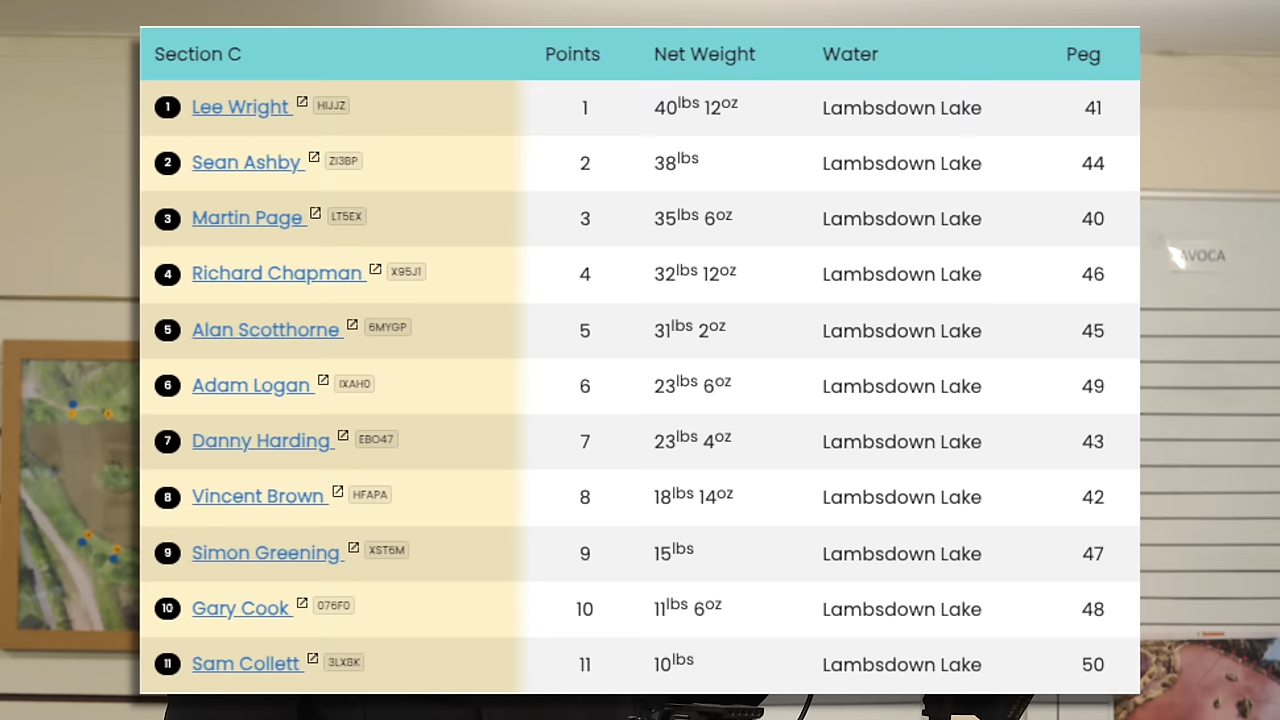 Section C Points Net Weight Water Peg
1 Lee Wright HIJJZ 1 40lbs 12oz Lambsdown Lake 41
2 Sean Ashby ZI3BP 2 38lbs Lambsdown Lake 44
3 Martin Page LT5EX 3 35lbs 6oz Lambsdown Lake 40
4 Richard Chapman X95J1 4 32lbs 12oz Lambsdown Lake 46
5 Alan Scotthorne 6MYGP 5 31lbs 2oz Lambsdown Lake 45
6 Adam Logan IXAH0 6 23lbs 6oz Lambsdown Lake 49
7 Danny Harding EBO47 7 23lbs 4oz Lambsdown Lake 43
8 Vincent Brown HFAPA 8 18lbs 14oz Lambsdown Lake 42
9 Simon Greening XST6M 9 15lbs Lambsdown Lake 47
10 Gary Cook 076F0 10 11lbs 6oz Lambsdown Lake 48
11 Sam Collett 3LX8K 11 10lbs Lambsdown Lake 50
AVOCA